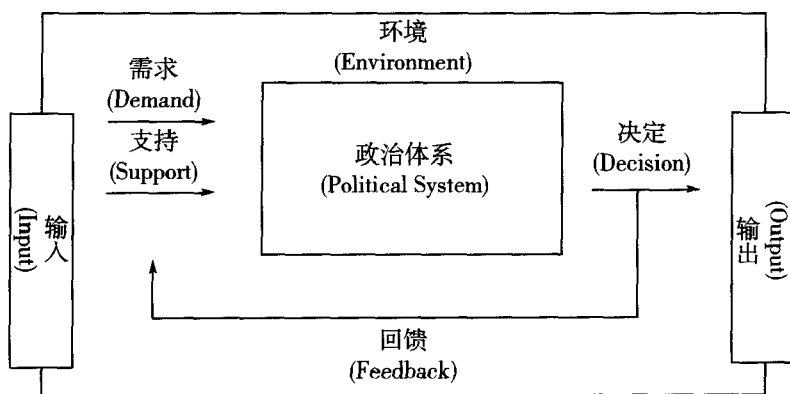 环境
(Environment)
需求
(Demand)
支持
(Support)
政治体系
(Political System)
决定
(Decision)
输入
(Input)
输出
(Output)
回馈
(Feedback)